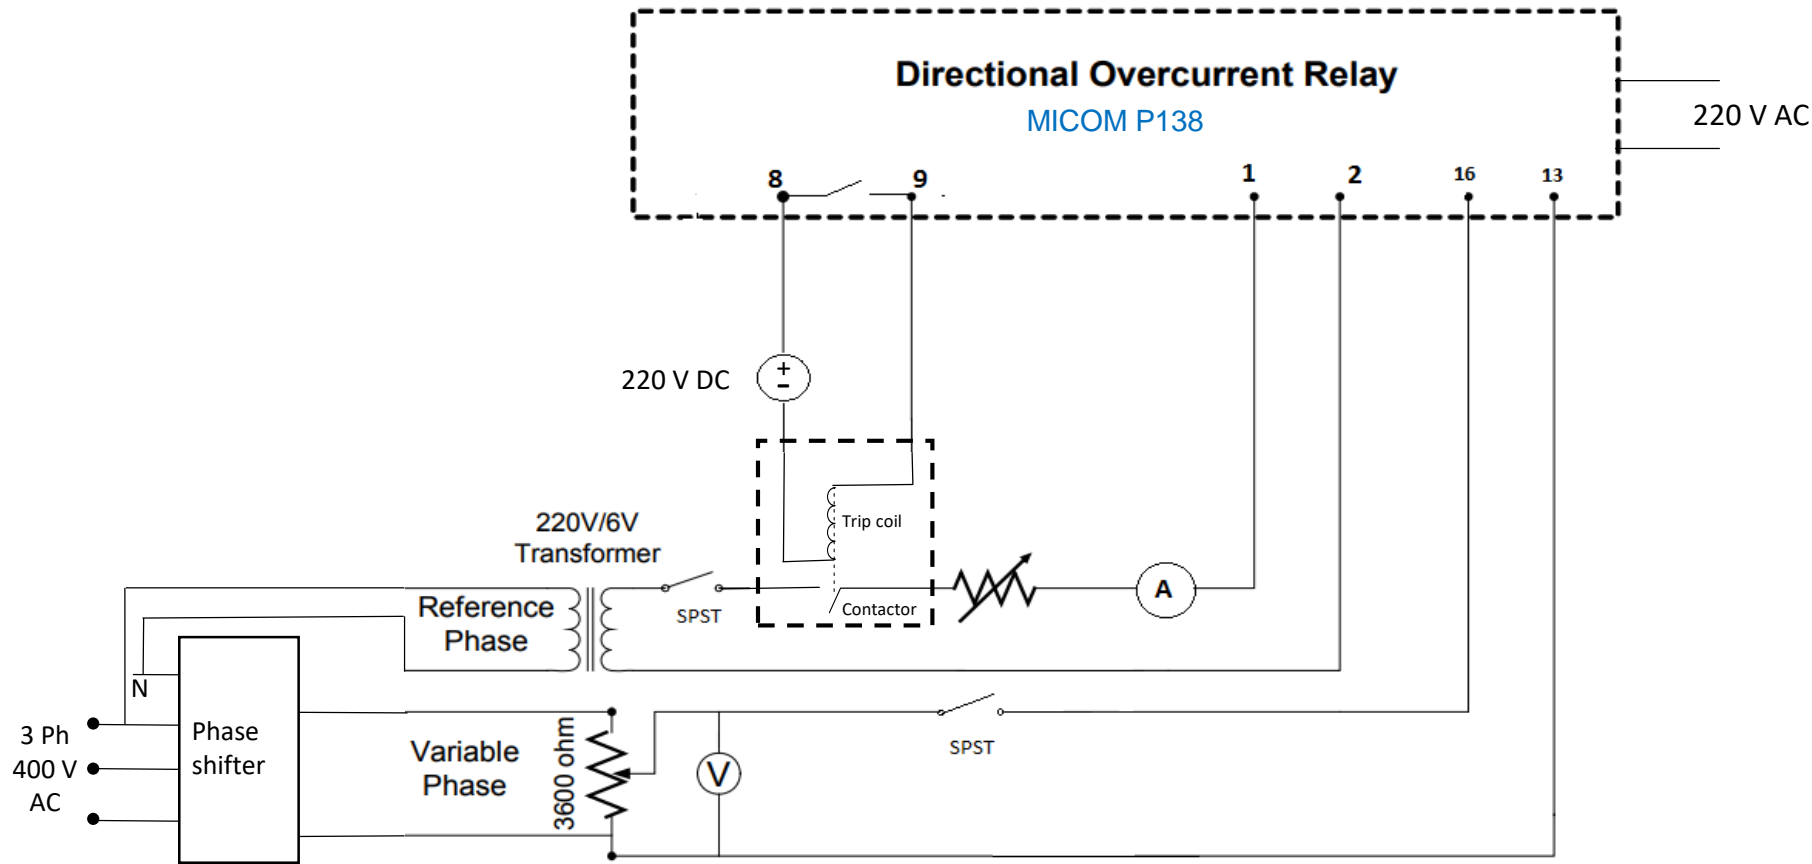 Directional Overcurrent Relay
MICOM P138
220 V AC
8
9
1
2
16
13
220 V DC
+
-
Trip coil
220V/6V
Transformer
SPST
Contactor
A
Reference
Phase
N
3 Ph
400 V
AC
Phase
shifter
Variable
Phase
3600 ohm
V
SPST